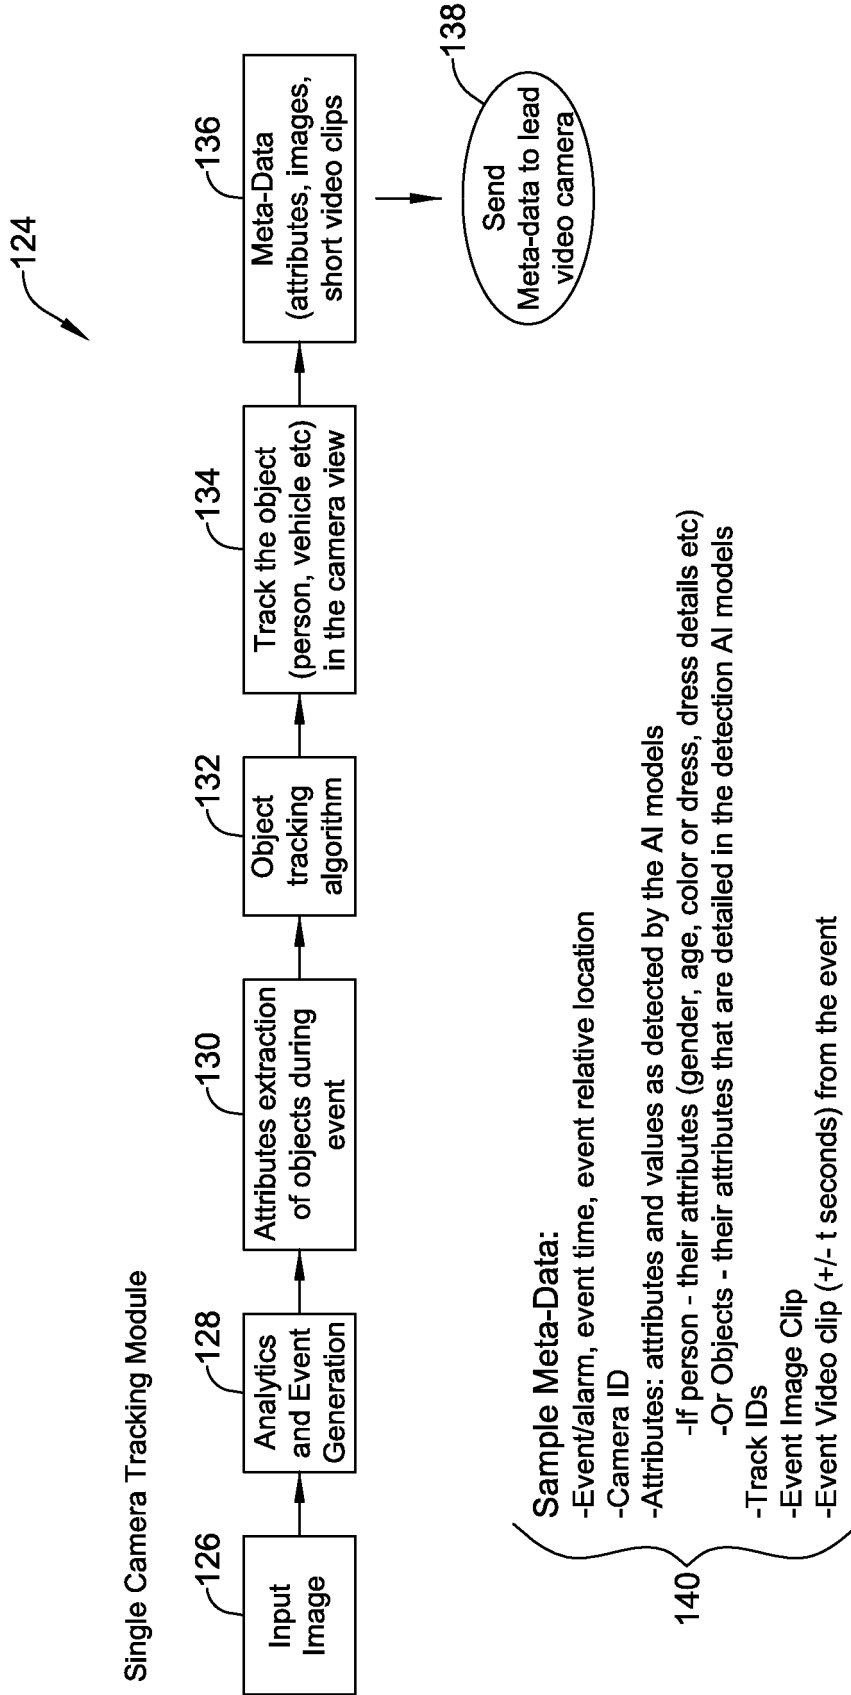 124
Single Camera Tracking Module
126
Input
Image
128
Analytics
and Event
Generation
130
Attributes extraction
of objects during
event
132
Object
tracking
algorithm
134
Track the object
(person, vehicle etc)
in the camera view
136
Meta-Data
(attributes, images,
short video clips
138
Send
Meta-data to lead
video camera
140
Sample Meta-Data:
-Event/alarm, event time, event relative location
-Camera ID
-Attributes: attributes and values as detected by the AI models
-If person - their attributes (gender, age, color or dress, dress details etc)
-Or Objects - their attributes that are detailed in the detection AI models
-Track IDs
-Event Image Clip
-Event Video clip (+/- t seconds) from the event